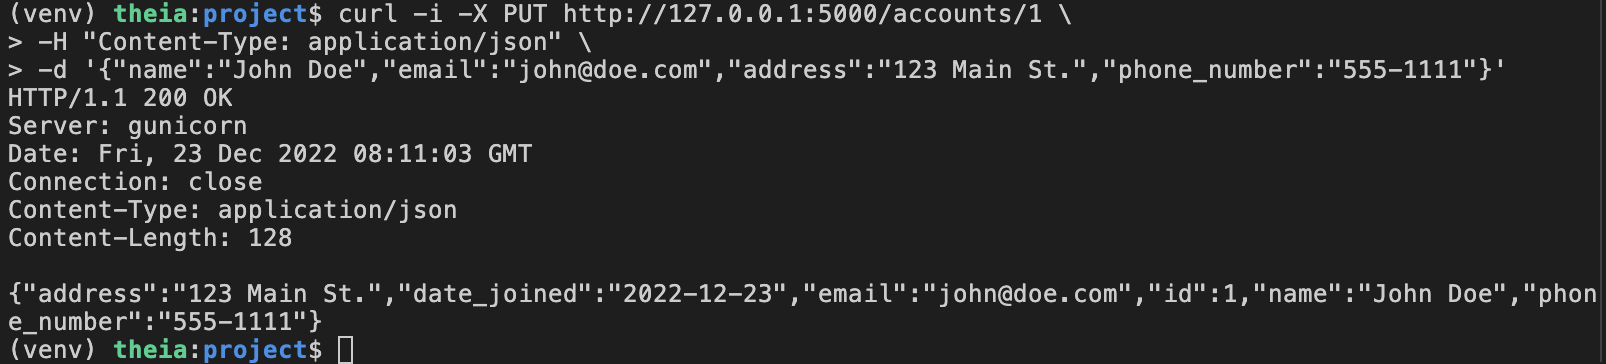 (venv) theia:project$ curl -i -X PUT http://127.0.0.1:5000/accounts/1 \
> -H "Content-Type: application/json" \
> -d '{"name":"John Doe","email":"john@doe.com","address":"123 Main St.","phone_number":"555-1111"}'
HTTP/1.1 200 OK
Server: gunicorn
Date: Fri, 23 Dec 2022 08:11:03 GMT
Connection: close
Content-Type: application/json
Content-Length: 128

{"address":"123 Main St.","date_joined":"2022-12-23","email":"john@doe.com","id":1,"name":"John Doe","phon
e_number":"555-1111"}
(venv) theia:project$